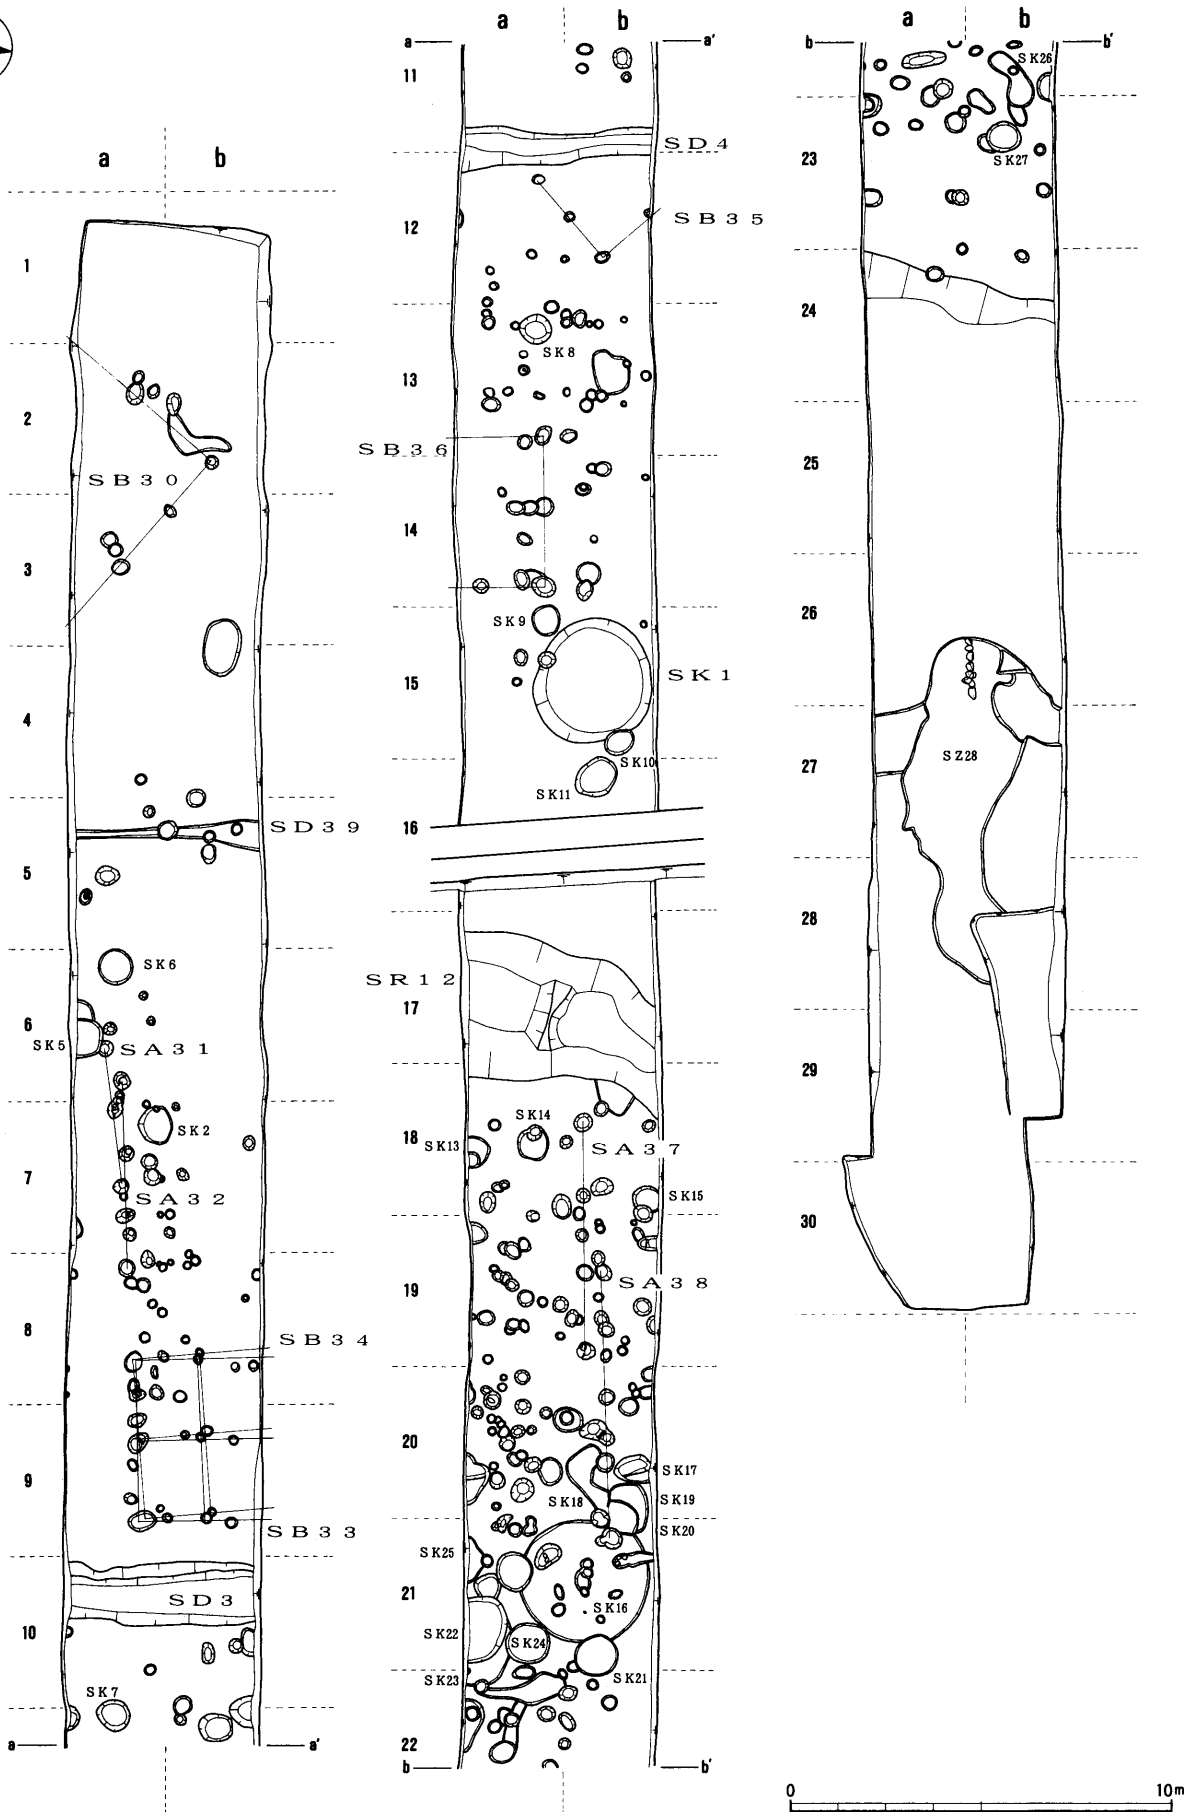 a b
1
2
SB30
3
4
SD39
5
SK6
6
SK5
SA31
SK2
7
SA32
8
SB34
9
SB33
SD3
10
SK7
a a'
a b
a a'
11
SD4
12
SB35
SK8
13
SB36
14
SK9
15
SK1
SK10
SK11
16
SR12
17
SK14
18
SK13
SA37
SK15
19
SA38
20
SK17
SK18
SK19
SK20
SK25
21
SK16
SK22
SK24
SK23
SK21
22
b b'
a b
b b'
SK26
23
SK27
24
25
26
27
SZ28
28
29
30
0 10m